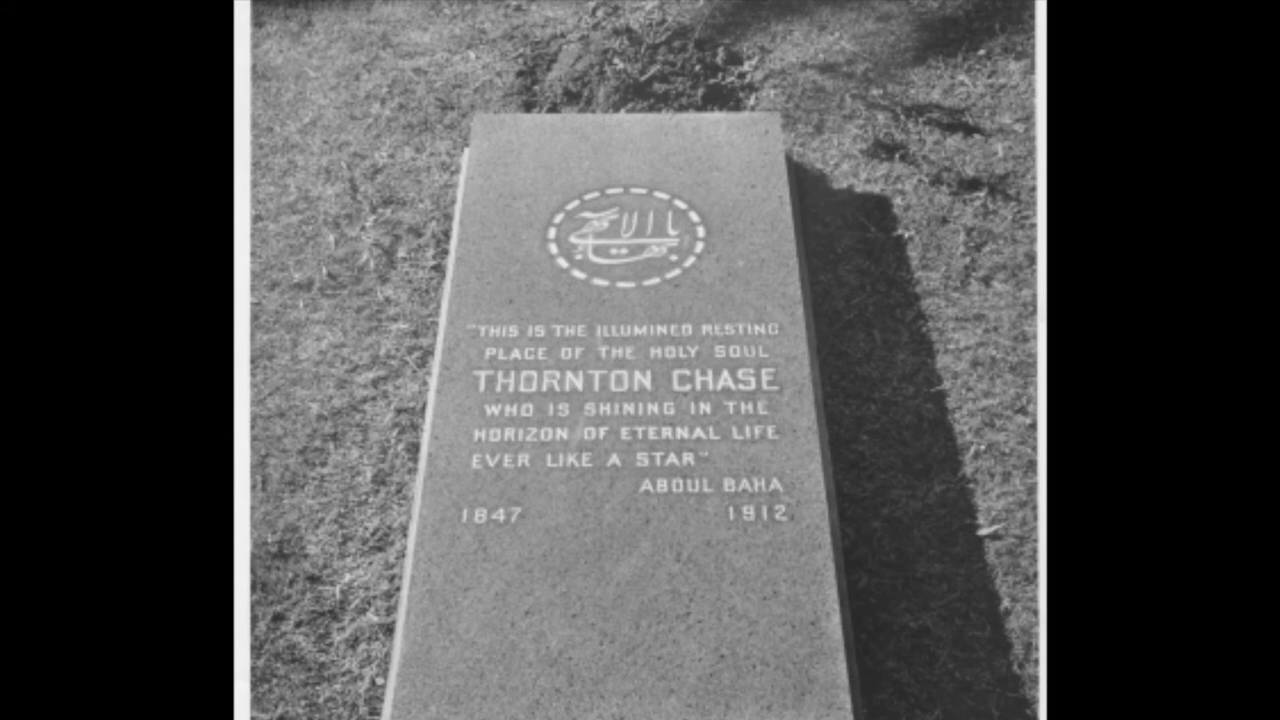 يا بهاء الابهى
"THIS IS THE ILLUMINED RESTING
PLACE OF THE HOLY SOUL
THORNTON CHASE
WHO IS SHINING IN THE
HORIZON OF ETERNAL LIFE
EVER LIKE A STAR"
ABDUL BAHA
1847 1912